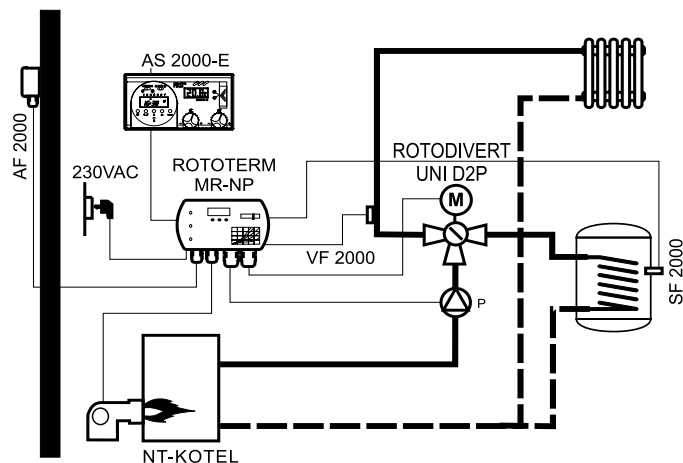 AS 2000-E
AF 2000
230VAC
ROTOTERM
MR-NP
ROTODIVERT
UNI D2P
M
VF 2000
SF 2000
P
NT-KOTEL